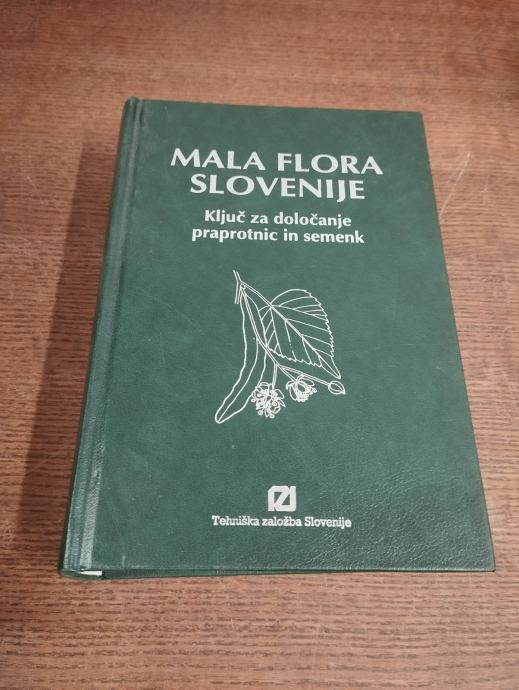 MALA FLORA
SLOVENIJE
Ključ za določanje
praprotnic in semenk
Tehniška založba Slovenije